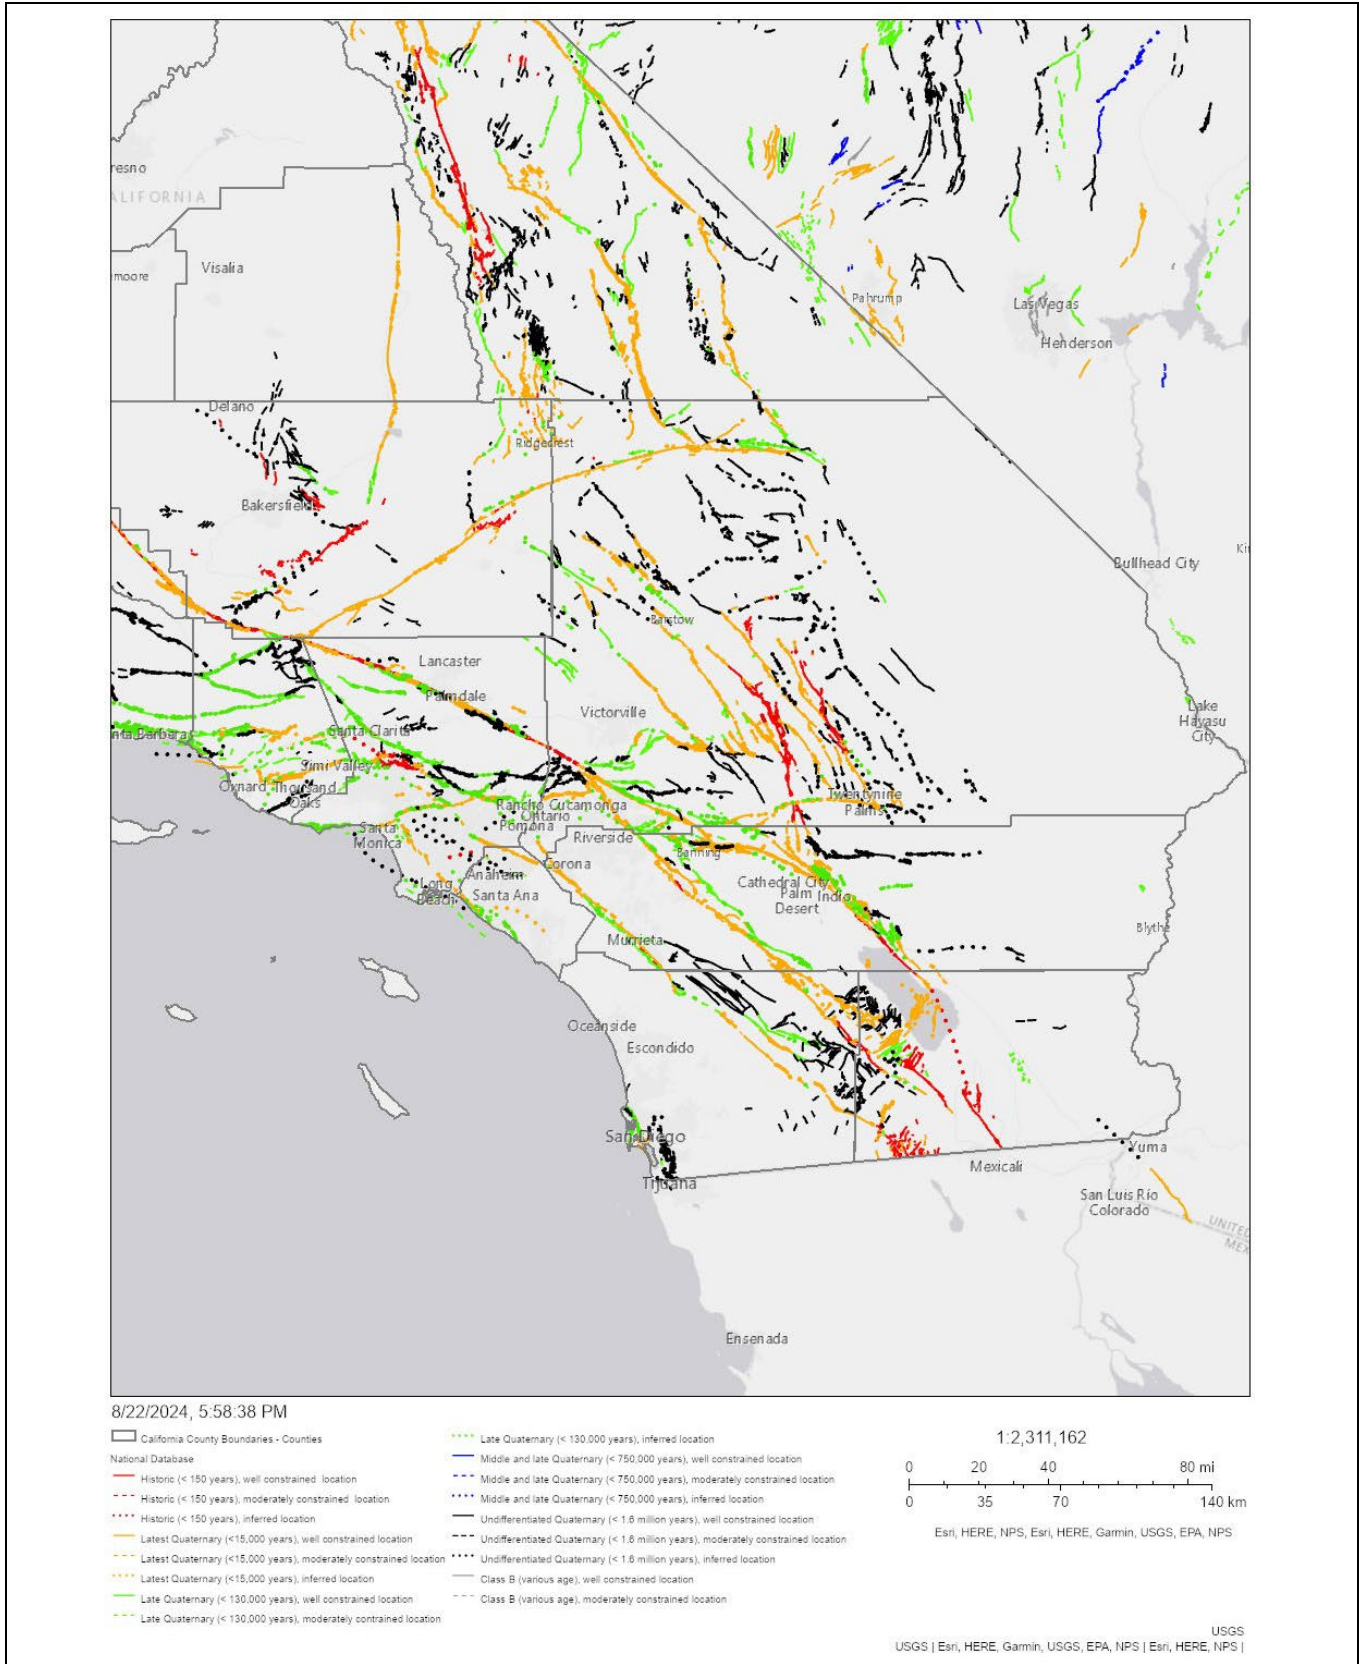 resno
ALIFORNIA
Visalia
moore
Pahrump
Las Vegas
Henderson
Delano
Ridgecrest
Bakersfield
Bullhead City
Kin
Barstow
Lancaster
Palmdale
Victorville
Lake
Havasu
City
Santa Clarita
nta Barbara
Simi Valley
Oxnard
Thousand
Oaks
Twentynine
Palms
Rancho Cucamonga
Ontario
Pomona
Santa
Monica
Riverside
Banning
Corona
Anaheim
Cathedral City
Long
Beach
Santa Ana
Palm
Desert
Indio
Murrieta
Blythe
Oceanside
Escondido
San Diego
Tijuana
Mexicali
Yuma
San Luis Río
Colorado
UNITED
MEX
Ensenada
8/22/2024, 5:58:38 PM
California County Boundaries - Counties
National Database
Historic (< 150 years), well constrained location
Historic (< 150 years), moderately constrained location
Historic (< 150 years), inferred location
Latest Quaternary (<15,000 years), well constrained location
Latest Quaternary (<15,000 years), moderately constrained location
Latest Quaternary (<15,000 years), inferred location
Late Quaternary (< 130,000 years), well constrained location
Late Quaternary (< 130,000 years), moderately contrained location
Late Quaternary (< 130,000 years), inferred location
Middle and late Quaternary (< 750,000 years), well constrained location
Middle and late Quaternary (< 750,000 years), moderately constrained location
Middle and late Quaternary (< 750,000 years), inferred location
Undifferentiated Quaternary (< 1.6 million years), well constrained location
Undifferentiated Quaternary (< 1.6 million years), moderately constrained location
Undifferentiated Quaternary (< 1.6 million years), inferred location
Class B (various age), well constrained location
Class B (various age), moderately constrained location
1:2,311,162
0 20 40 80 mi
0 35 70 140 km
Esri, HERE, NPS, Esri, HERE, Garmin, USGS, EPA, NPS
USGS
USGS | Esri, HERE, Garmin, USGS, EPA, NPS | Esri, HERE, NPS |